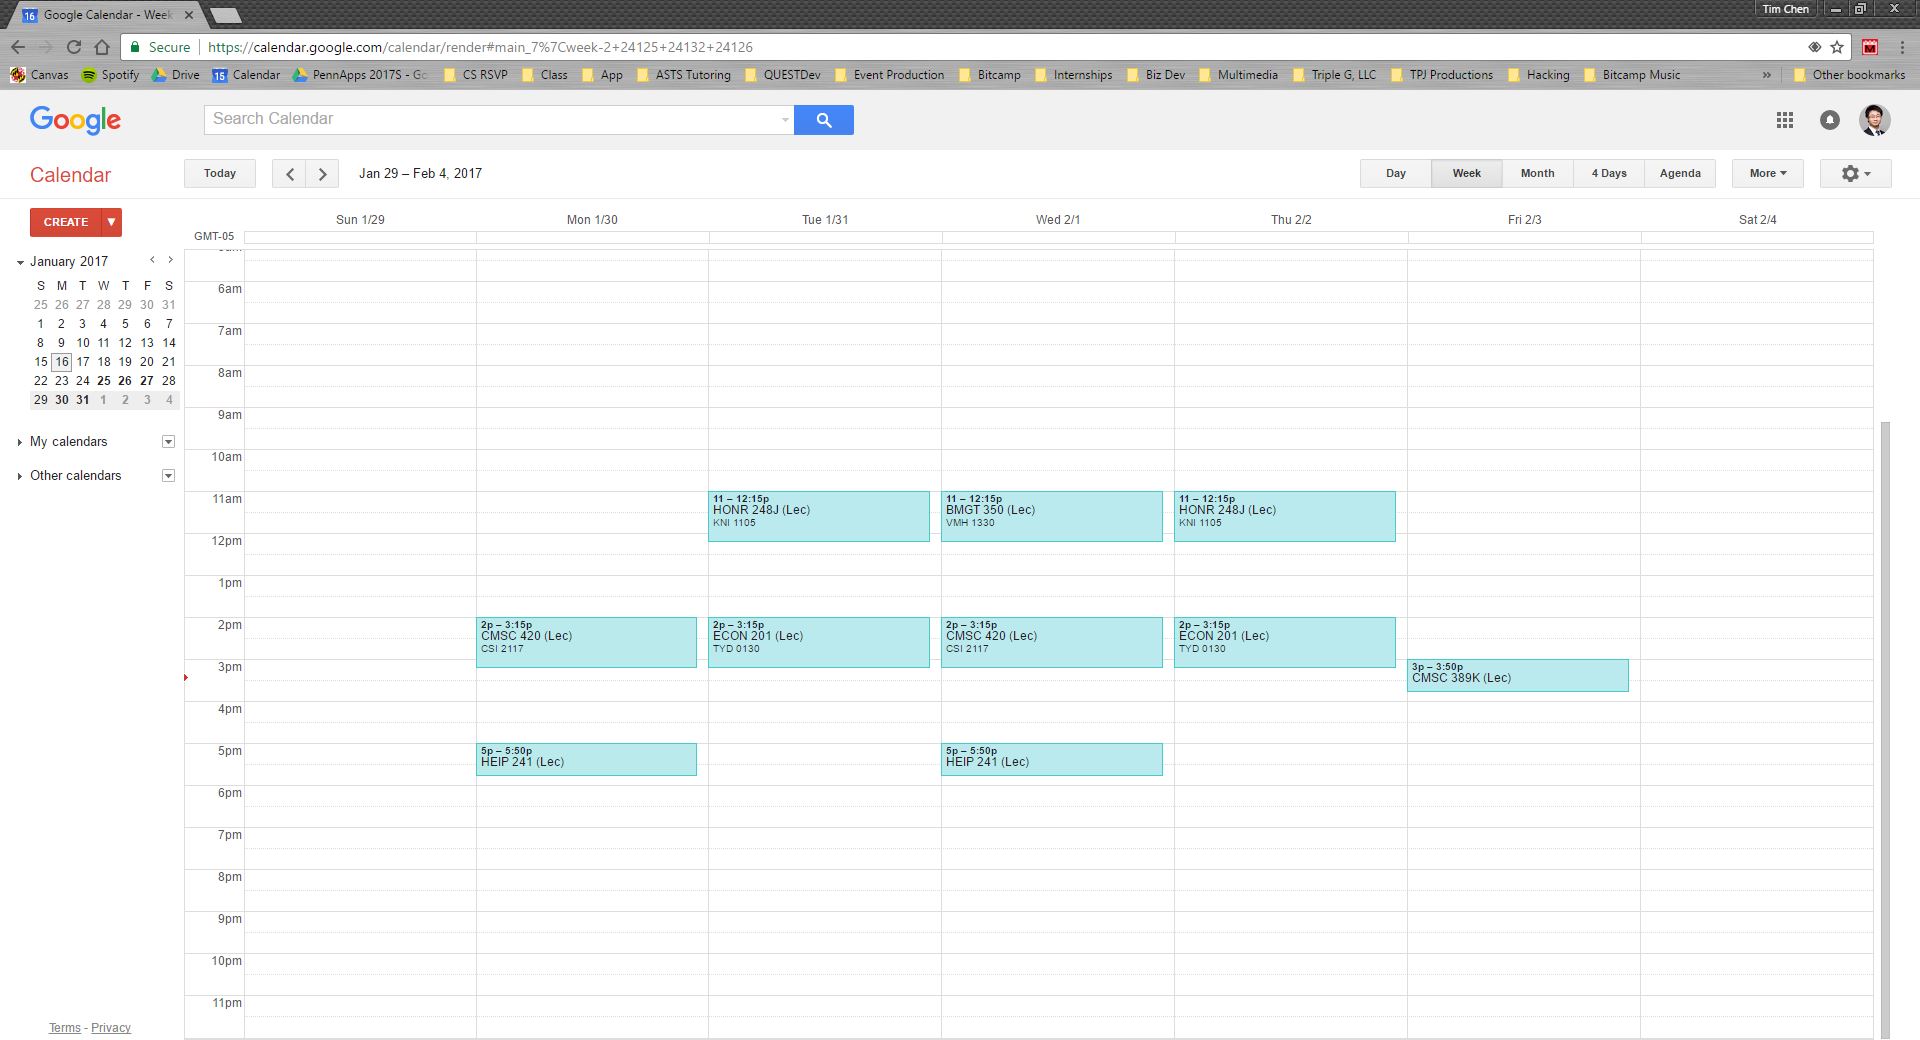 Google Calendar - Week
Tim Chen
Secure
https://calendar.google.com/calendar/render#main_7%7Cweek-2+24125+24132+24126
Canvas Spotify Drive Calendar PennApps 2017S - Go CS RSVP Class App ASTS Tutoring QUESTDev Event Production Bitcamp Internships Biz Dev Multimedia Triple G, LLC TPJ Productions Hacking Bitcamp Music » Other bookmarks
Google
Search Calendar
Calendar
Today
Jan 29 – Feb 4, 2017
Day Week Month 4 Days Agenda More
CREATE
January 2017
S M T W T F S
25 26 27 28 29 30 31
1 2 3 4 5 6 7
8 9 10 11 12 13 14
15 16 17 18 19 20 21
22 23 24 25 26 27 28
29 30 31 1 2 3 4
My calendars
Other calendars
Terms - Privacy
Sun 1/29 Mon 1/30 Tue 1/31 Wed 2/1 Thu 2/2 Fri 2/3 Sat 2/4
GMT-05
6am
7am
8am
9am
10am
11am
12pm
1pm
2pm
3pm
4pm
5pm
6pm
7pm
8pm
9pm
10pm
11pm
2p – 3:15p
CMSC 420 (Lec)
CSI 2117
5p – 5:50p
HEIP 241 (Lec)
11 – 12:15p
HONR 248J (Lec)
KNI 1105
2p – 3:15p
ECON 201 (Lec)
TYD 0130
11 – 12:15p
BMGT 350 (Lec)
VMH 1330
2p – 3:15p
CMSC 420 (Lec)
CSI 2117
5p – 5:50p
HEIP 241 (Lec)
11 – 12:15p
HONR 248J (Lec)
KNI 1105
2p – 3:15p
ECON 201 (Lec)
TYD 0130
3p – 3:50p
CMSC 389K (Lec)